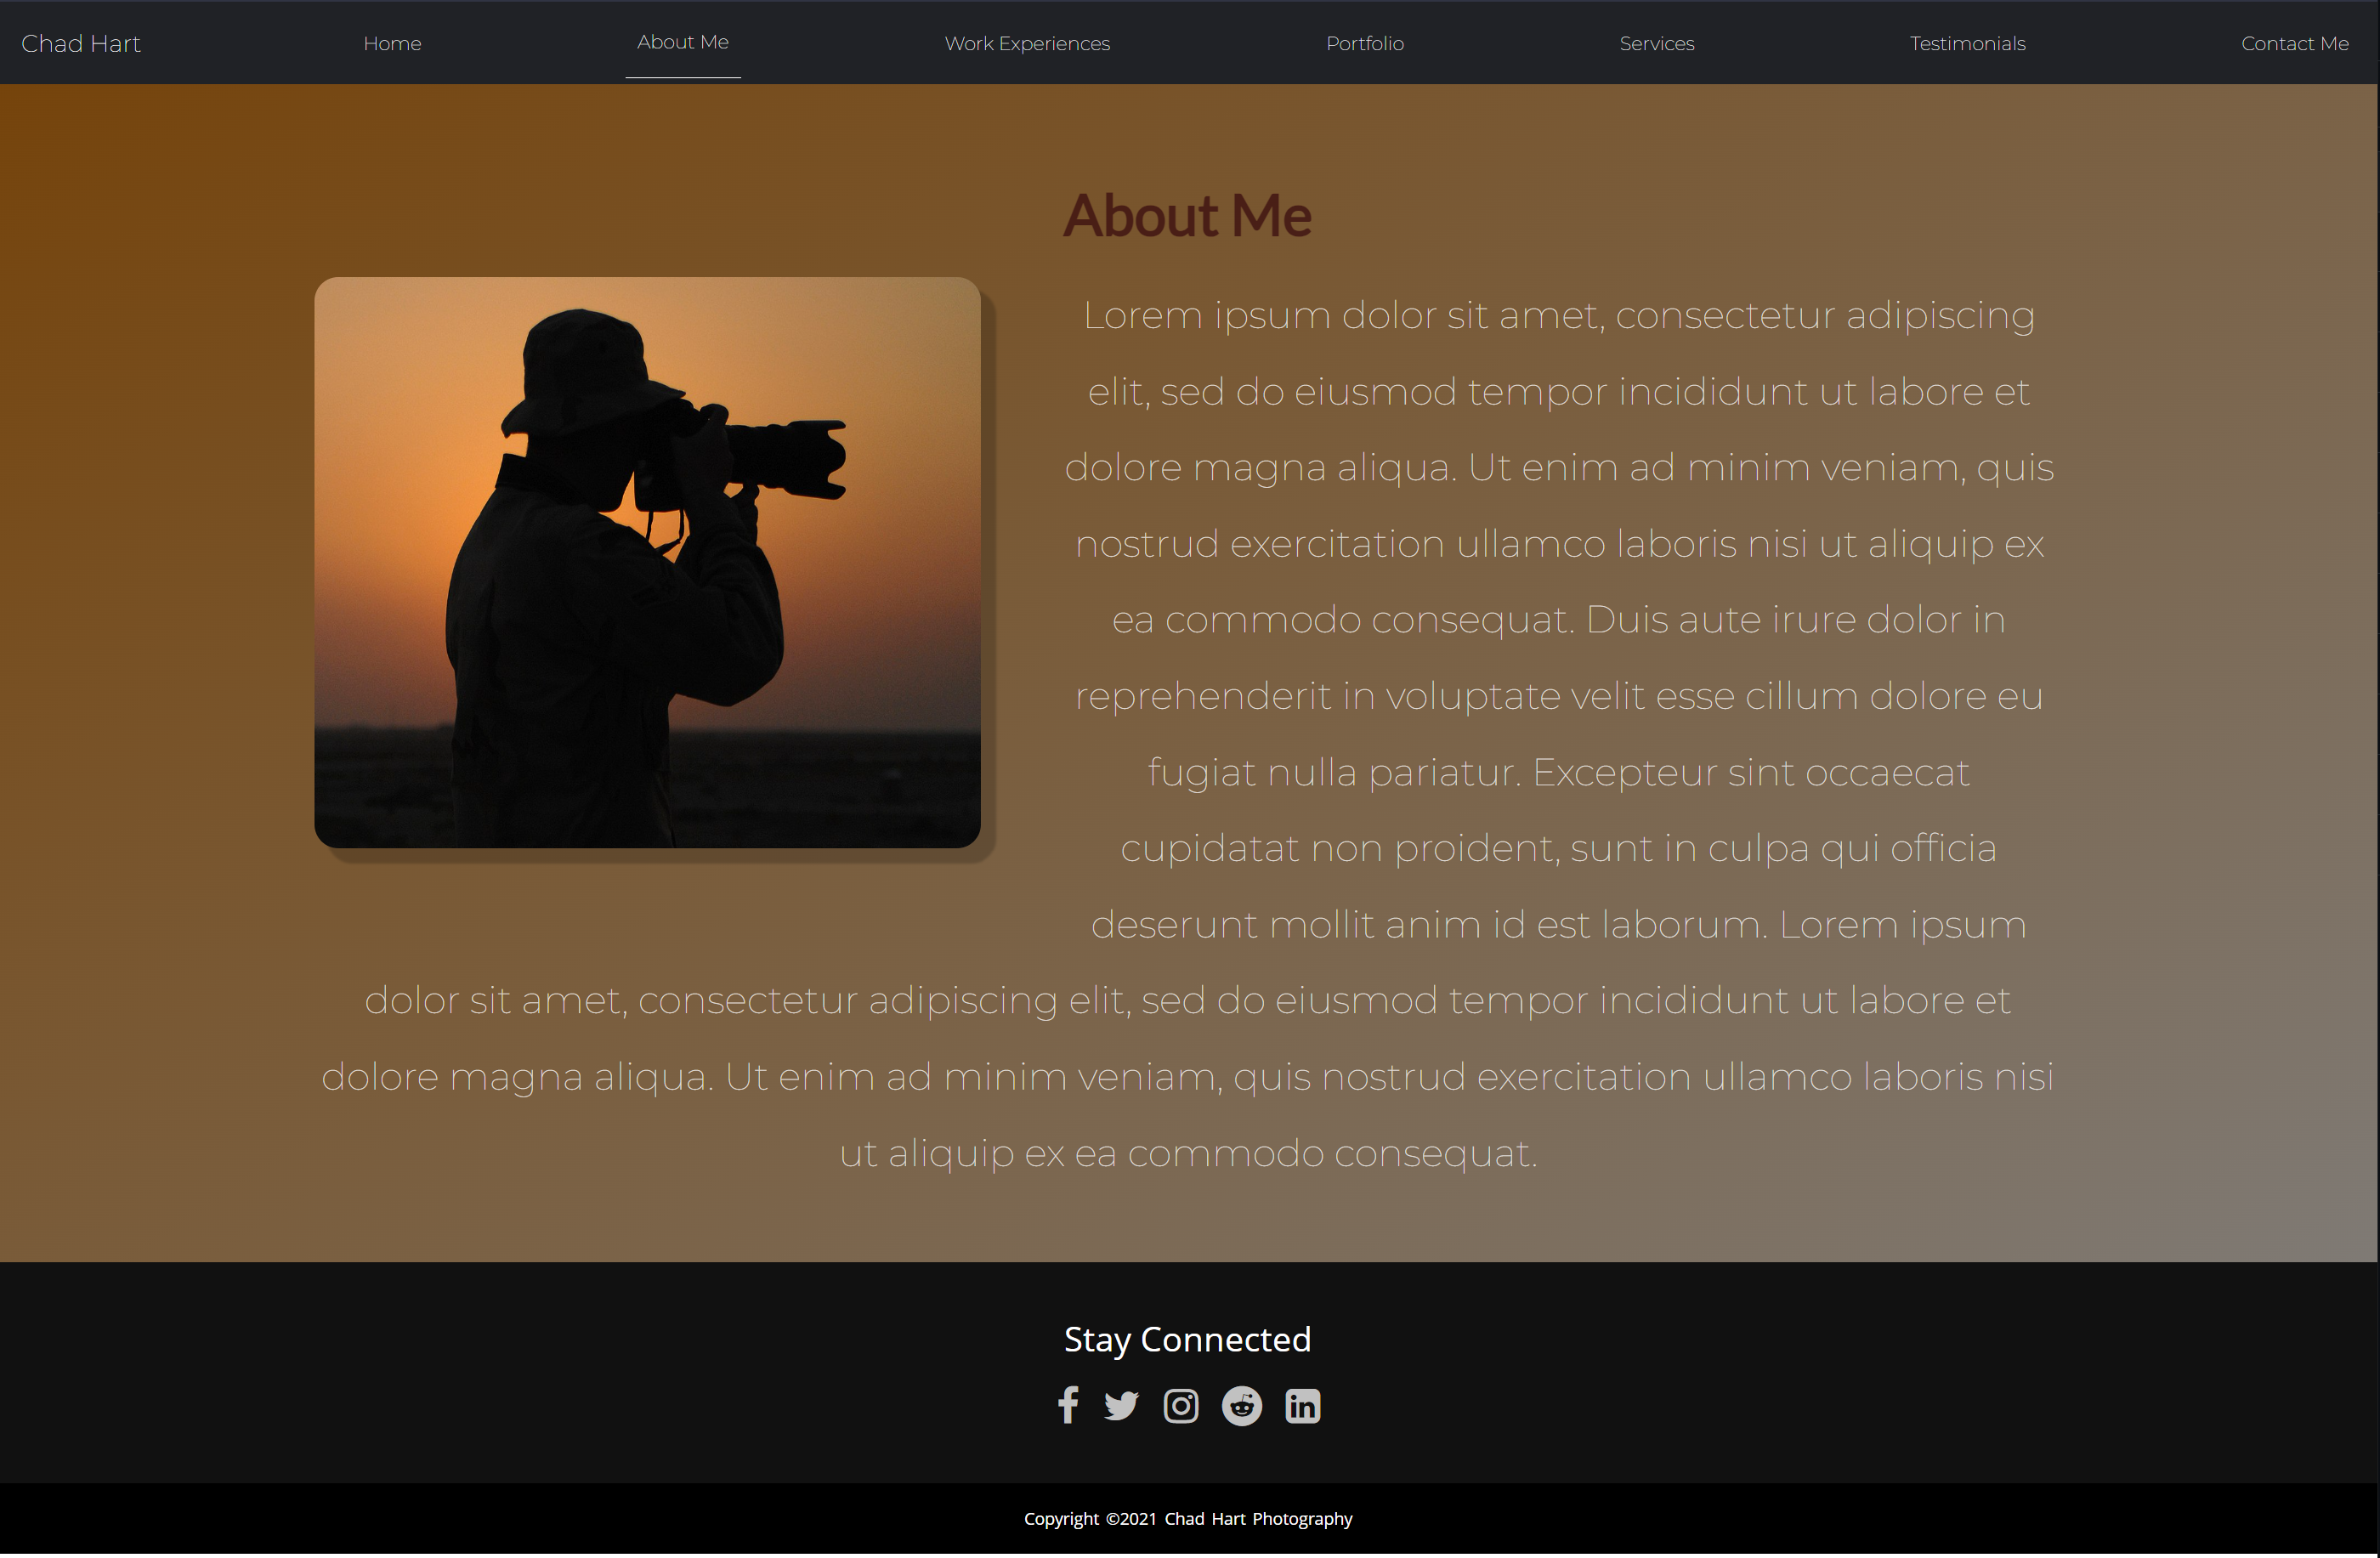 Chad Hart
Home
About Me
Work Experiences
Portfolio
Services
Testimonials
Contact Me
About Me
Lorem ipsum dolor sit amet, consectetur adipiscing
elit, sed do eiusmod tempor incididunt ut labore et
dolore magna aliqua. Ut enim ad minim veniam, quis
nostrud exercitation ullamco laboris nisi ut aliquip ex
ea commodo consequat. Duis aute irure dolor in
reprehenderit in voluptate velit esse cillum dolore eu
fugiat nulla pariatur. Excepteur sint occaecat
cupidatat non proident, sunt in culpa qui officia
deserunt mollit anim id est laborum. Lorem ipsum
dolor sit amet, consectetur adipiscing elit, sed do eiusmod tempor incididunt ut labore et
dolore magna aliqua. Ut enim ad minim veniam, quis nostrud exercitation ullamco laboris nisi
ut aliquip ex ea commodo consequat.
Stay Connected
Copyright ©2021 Chad Hart Photography